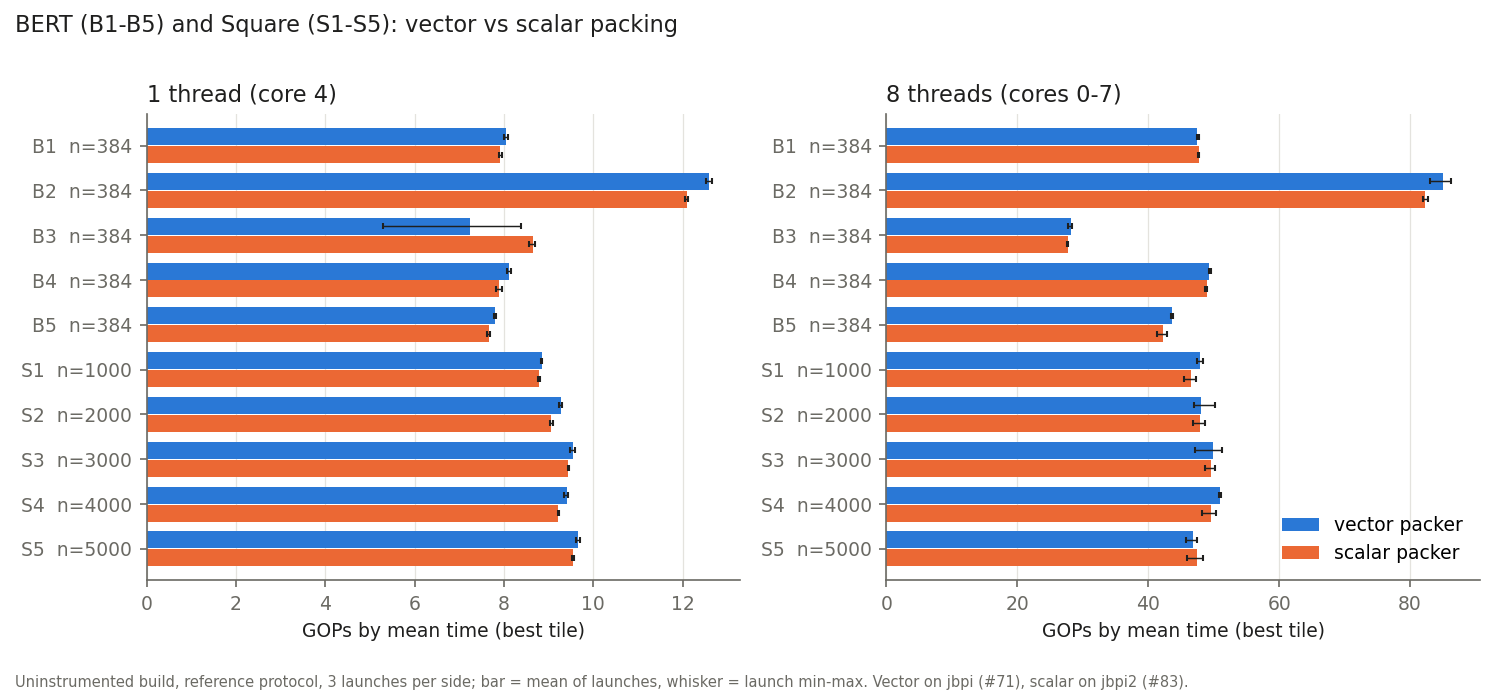 BERT (B1-B5) and Square (S1-S5): vector vs scalar packing
1 thread (core 4)
B1 n=384
B2 n=384
B3 n=384
B4 n=384
B5 n=384
S1 n=1000
S2 n=2000
S3 n=3000
S4 n=4000
S5 n=5000
0 2 4 6 8 10 12
GOPs by mean time (best tile)
8 threads (cores 0-7)
B1 n=384
B2 n=384
B3 n=384
B4 n=384
B5 n=384
S1 n=1000
S2 n=2000
S3 n=3000
S4 n=4000
S5 n=5000
vector packer
scalar packer
0 20 40 60 80
GOPs by mean time (best tile)
Uninstrumented build, reference protocol, 3 launches per side; bar = mean of launches, whisker = launch min-max. Vector on jbpi (#71), scalar on jbpi2 (#83).